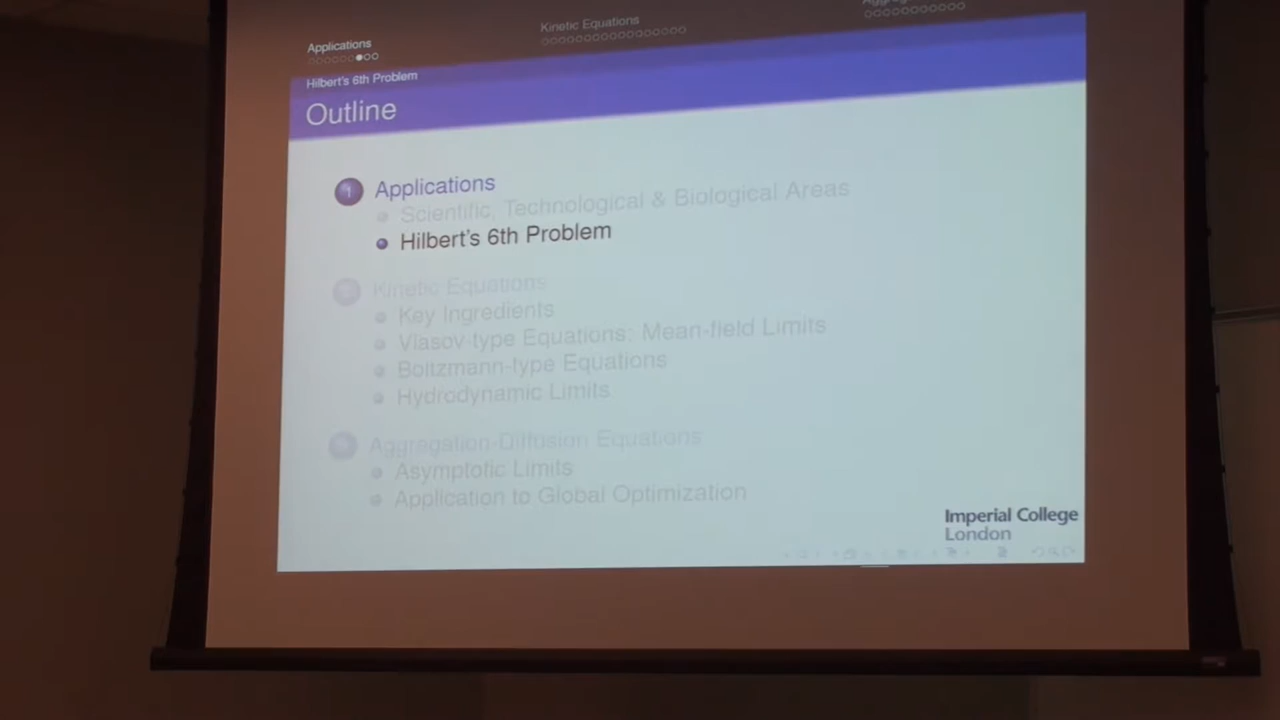 Applications
Kinetic Equations
Hilbert's 6th Problem
Outline
1 Applications
Scientific, Technological & Biological Areas
Hilbert's 6th Problem
Kinetic Equations
Key Ingredients
Vlasov-type Equations: Mean-field Limits
Boltzmann-type Equations
Hydrodynamic Limits
Aggregation-Diffusion Equations
Asymptotic Limits
Application to Global Optimization
Imperial College
London